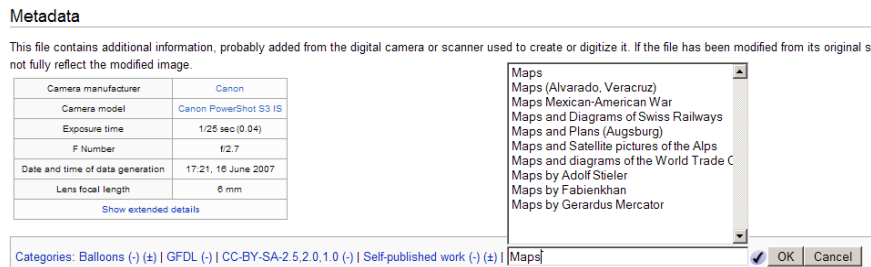 Metadata
This file contains additional information, probably added from the digital camera or scanner used to create or digitize it. If the file has been modified from its original s
not fully reflect the modified image.
Camera manufacturer Canon
Camera model Canon PowerShot S3 IS
Exposure time 1/25 sec (0.04)
F Number f/2.7
Date and time of data generation 17:21, 16 June 2007
Lens focal length 6 mm
Show extended details
Maps
Maps (Alvarado, Veracruz)
Maps Mexican-American War
Maps and Diagrams of Swiss Railways
Maps and Plans (Augsburg)
Maps and Satellite pictures of the Alps
Maps and diagrams of the World Trade C
Maps by Adolf Stieler
Maps by Fabienkhan
Maps by Gerardus Mercator
Categories: Balloons (-) (±) | GFDL (-) | CC-BY-SA-2.5,2.0,1.0 (-) | Self-published work (-) (±) | Maps OK Cancel